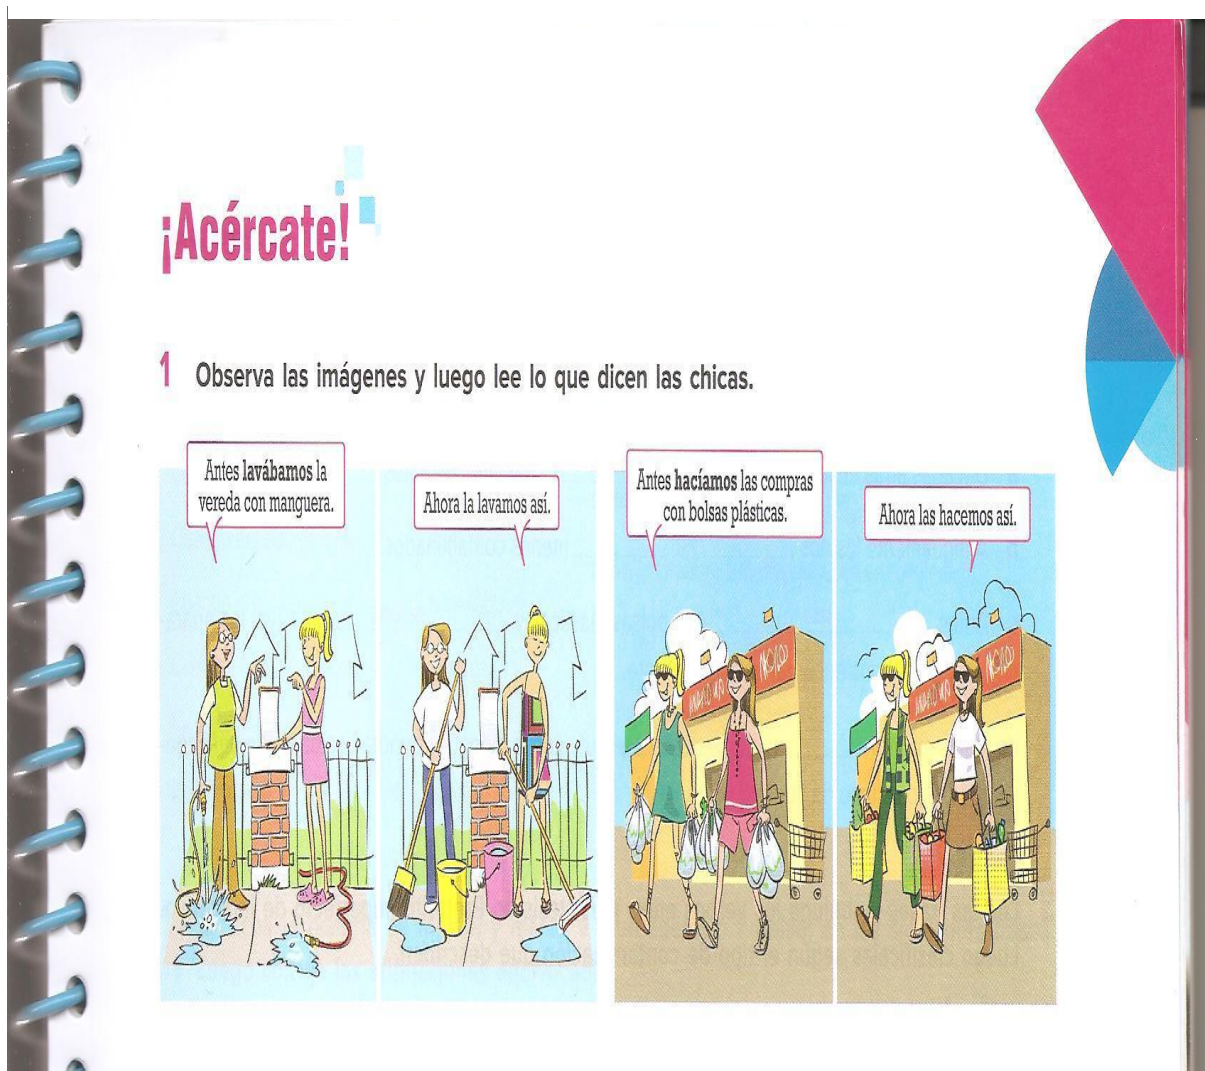 ¡Acércate!
1 Observa las imágenes y luego lee lo que dicen las chicas.
Antes lavábamos la
vereda con manguera.
Ahora la lavamos así.
Antes hacíamos las compras
con bolsas plásticas.
Ahora las hacemos así.